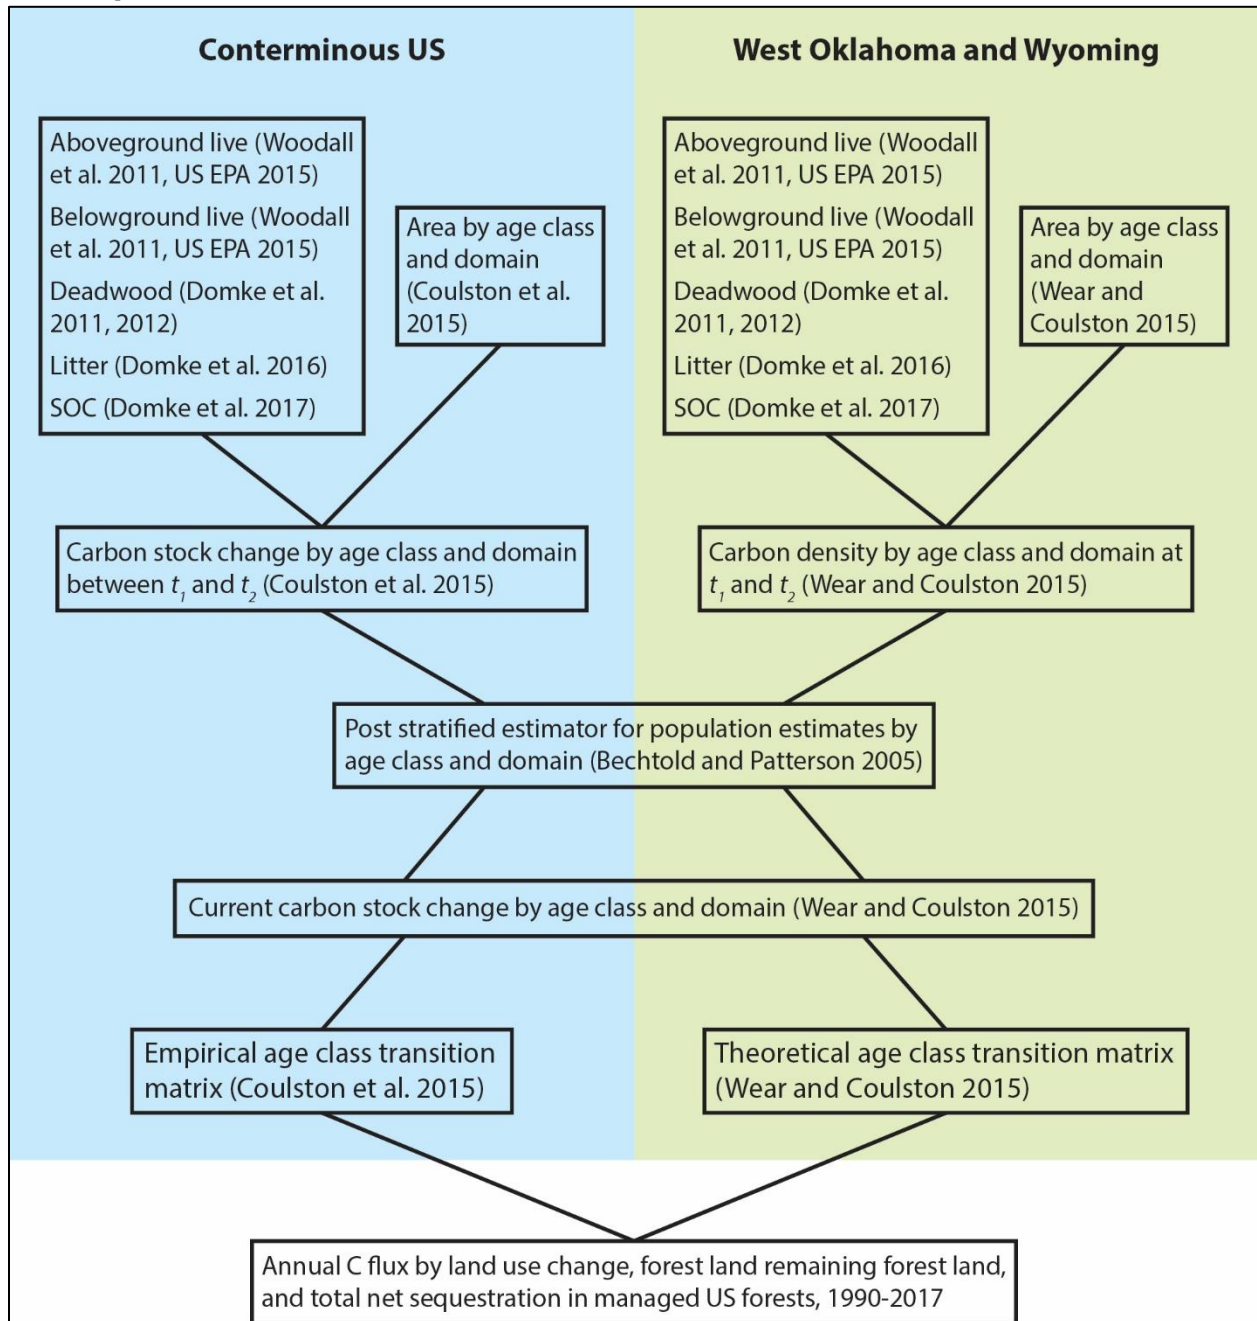 Conterminous US
Aboveground live (Woodall
et al. 2011, US EPA 2015)
Belowground live (Woodall
et al. 2011, US EPA 2015)
Deadwood (Domke et al.
2011, 2012)
Litter (Domke et al. 2016)
SOC (Domke et al. 2017)
Area by age class
and domain
(Coulston et al.
2015)
Carbon stock change by age class and domain
between t1 and t2 (Coulston et al. 2015)
West Oklahoma and Wyoming
Aboveground live (Woodall
et al. 2011, US EPA 2015)
Belowground live (Woodall
et al. 2011, US EPA 2015)
Deadwood (Domke et al.
2011, 2012)
Litter (Domke et al. 2016)
SOC (Domke et al. 2017)
Area by age class
and domain
(Wear and
Coulston 2015)
Carbon density by age class and domain at
t1 and t2 (Wear and Coulston 2015)
Post stratified estimator for population estimates by
age class and domain (Bechtold and Patterson 2005)
Current carbon stock change by age class and domain (Wear and Coulston 2015)
Empirical age class transition
matrix (Coulston et al. 2015)
Theoretical age class transition matrix
(Wear and Coulston 2015)
Annual C flux by land use change, forest land remaining forest land,
and total net sequestration in managed US forests, 1990-2017